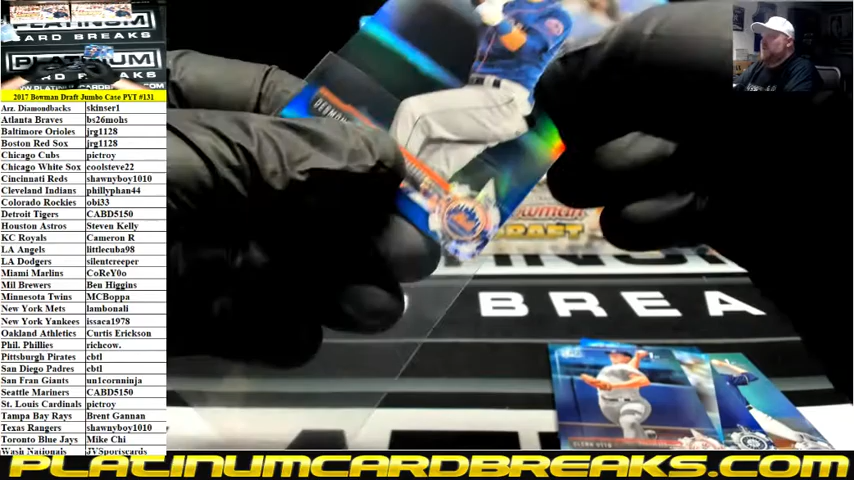 PLATINUM
CARD BREAKS
PLATINUM
2017 Bowman Draft Jumbo Case PYT #131
Arz. Diamondbacks skinser1
Atlanta Braves bs26mohs
Baltimore Orioles jrg1128
Boston Red Sox jrg1128
Chicago Cubs pictroy
Chicago White Sox coolsteve22
Cincinnati Reds shawnyboy1010
Cleveland Indians phillyphan44
Colorado Rockies obi33
Detroit Tigers CABD5150
Houston Astros Steven Kelly
KC Royals Cameron R
LA Angels littlecuba98
LA Dodgers silentcreeper
Miami Marlins CoReY0o
Mil Brewers Ben Higgins
Minnesota Twins MCBoppa
New York Mets lambonali
New York Yankees issaca1978
Oakland Athletics Curtis Erickson
Phil. Phillies richcow.
Pittsburgh Pirates cbtl
San Diego Padres cbtl
San Fran Giants un1cornninja
Seattle Mariners CABD5150
St. Louis Cardinals pictroy
Tampa Bay Rays Brent Gannan
Texas Rangers shawnyboy1010
Toronto Blue Jays Mike Chi
Wash Nationals JVSportscards
Bowman
DRAFT
BREA
GLENN OTTO
PLATINUMCARDBREAKS.COM